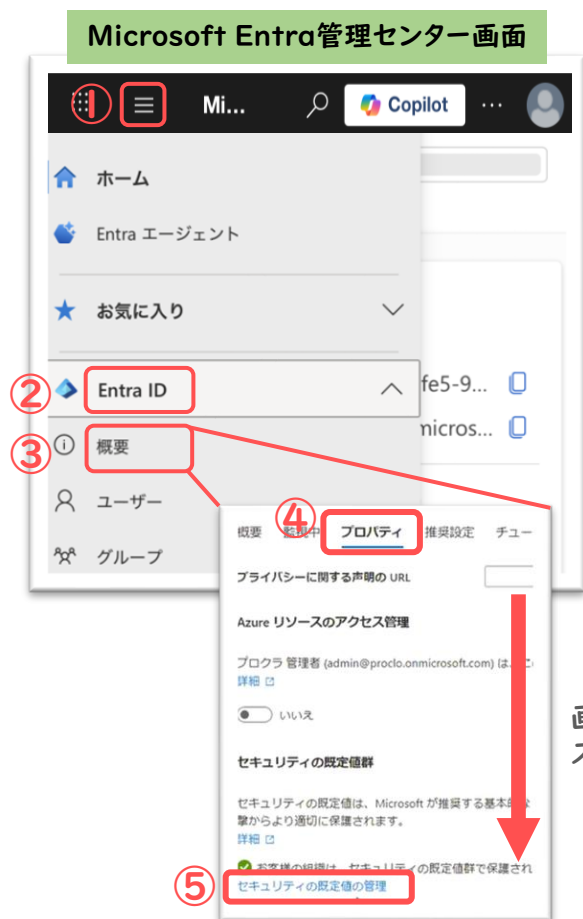 Microsoft Entra管理センター画面
①
Mi...
Copilot
...
ホーム
Entra エージェント
お気に入り
② Entra ID
fe5-9...
micros...
③ 概要
ユーザー
グループ
④
概要 監視中 プロパティ 推奨設定 チュー
プライバシーに関する声明の URL
Azure リソースのアクセス管理
プロクラ 管理者 (admin@proclo.onmicrosoft.com) は、
詳細
いいえ
セキュリティの既定値群
セキュリティの既定値は、Microsoft が推奨する基本的な
撃からより適切に保護されます。
詳細
お客様の組織は、セキュリティの既定値群で保護され
⑤ セキュリティの既定値の管理